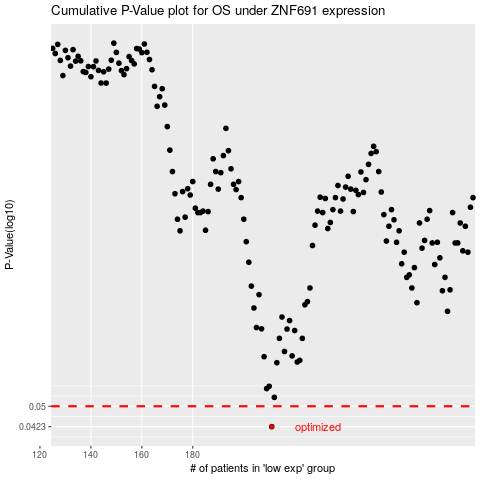 Cumulative P-Value plot for OS under ZNF691 expression
P-Value(log10)
0.05
0.0423
optimized
120 140 160 180
# of patients in 'low exp' group